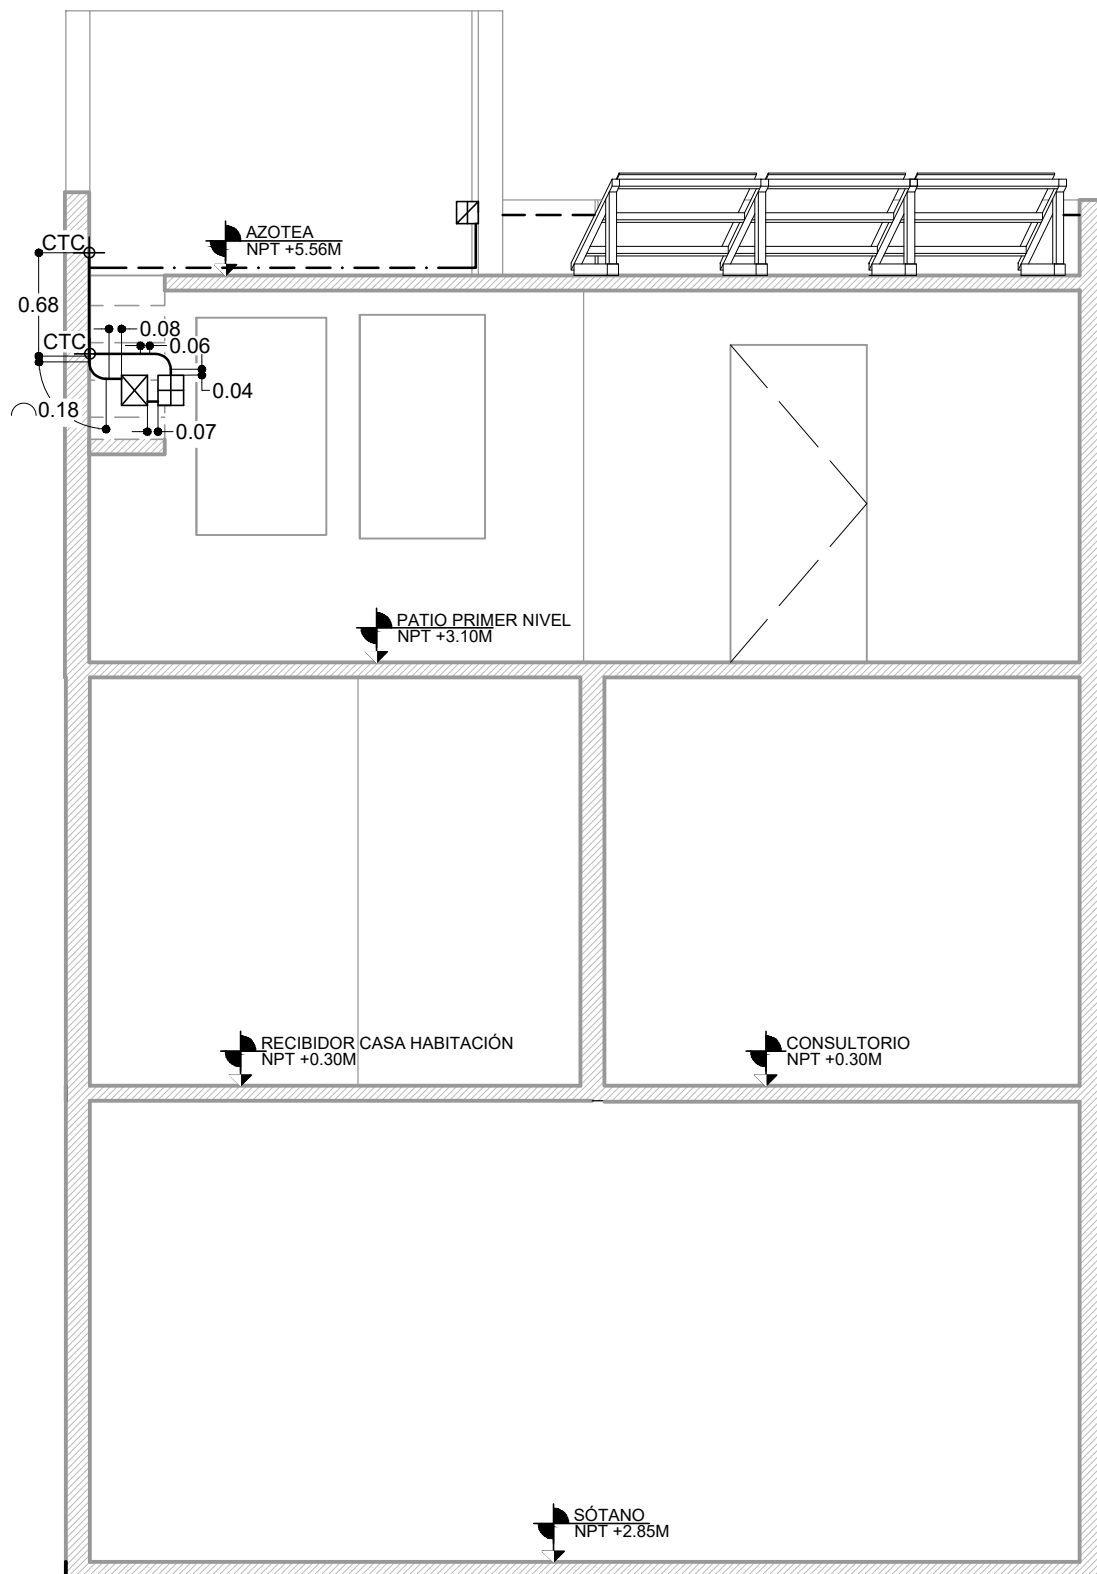 AZOTEA
NPT +5.56M
CTC
0.68
CTC
0.08
0.06
0.04
0.18
0.07
PATIO PRIMER NIVEL
NPT +3.10M
RECIBIDOR CASA HABITACIÓN
NPT +0.30M
CONSULTORIO
NPT +0.30M
SÓTANO
NPT +2.85M